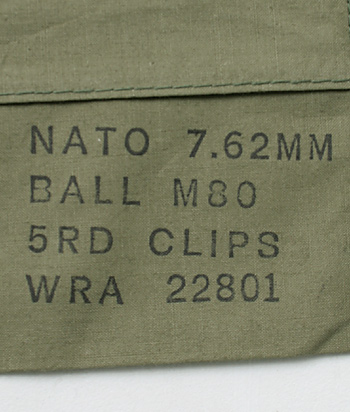 NATO 7.62MM
BALL M80
5RD CLIPS
WRA 22801